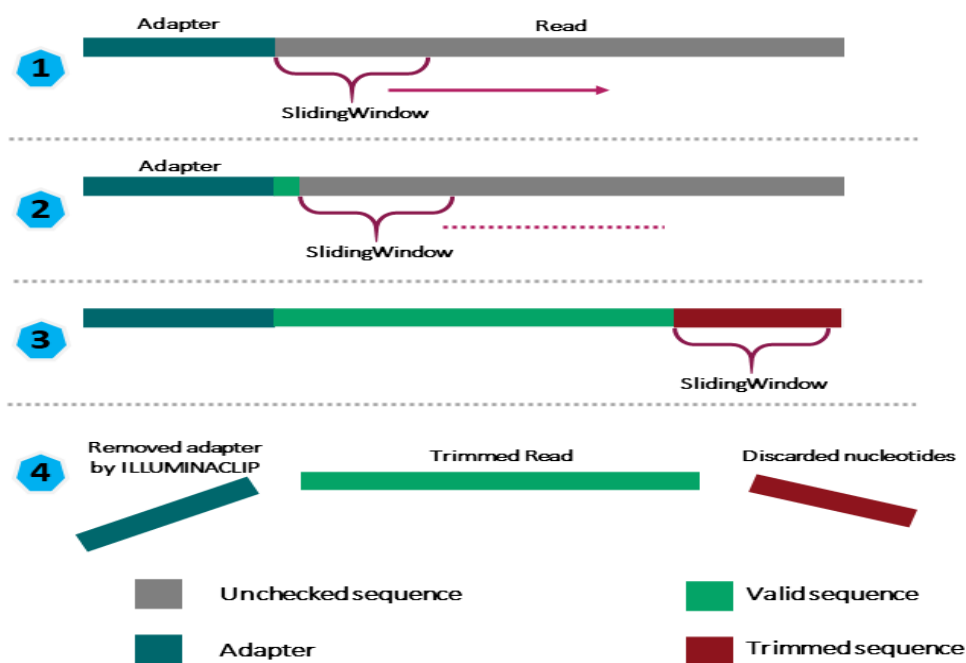 Adapter
Read
1
SlidingWindow
Adapter
2
SlidingWindow
3
SlidingWindow
4
Removed adapter
by ILLUMINACLIP
Trimmed Read
Discarded nucleotides
Unchecked sequence
Valid sequence
Adapter
Trimmed sequence